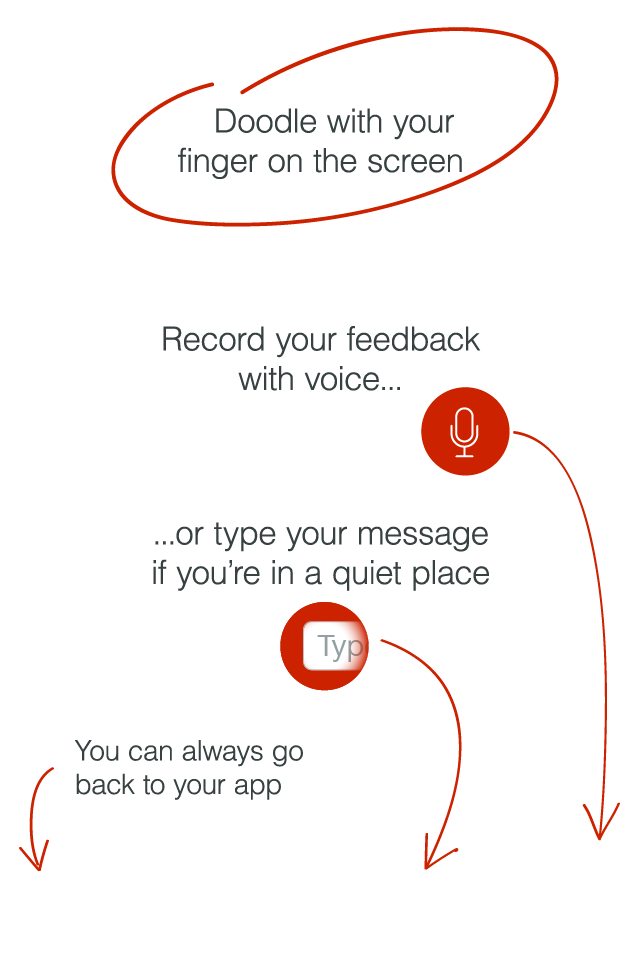 Doodle with your
finger on the screen
Record your feedback
with voice...
...or type your message
if you’re in a quiet place
Typ
You can always go
back to your app